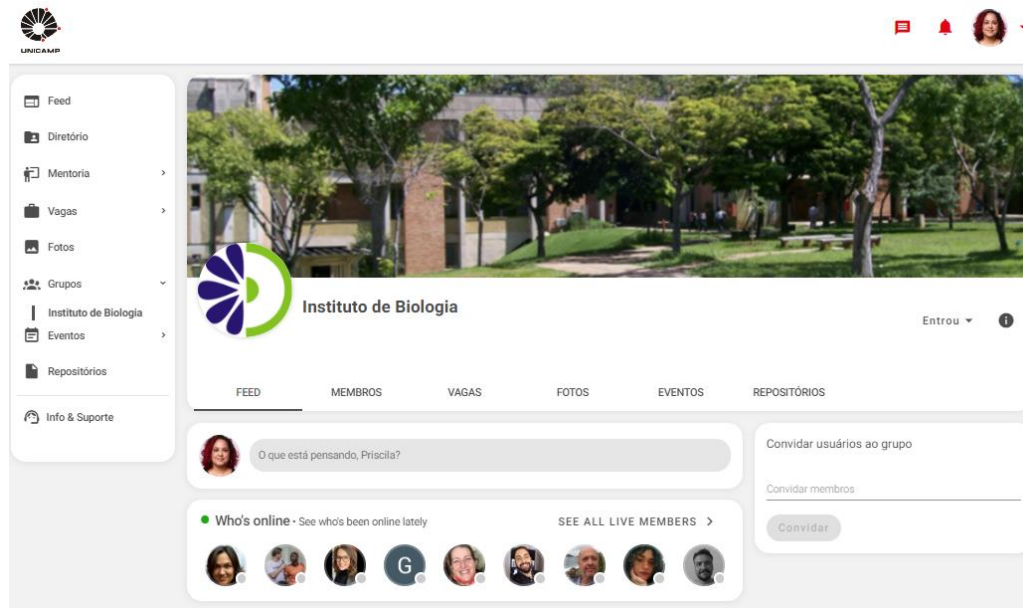 UNICAMP
Feed
Diretório
Mentoria
Vagas
Fotos
Grupos
Instituto de Biologia
Eventos
Repositórios
Info & Suporte
Instituto de Biologia
Entrou
FEED MEMBROS VAGAS FOTOS EVENTOS REPOSITÓRIOS
O que está pensando, Priscila?
Who's online • See who's been online lately SEE ALL LIVE MEMBERS
G
Convidar usuários ao grupo
Convidar membros
Convidar